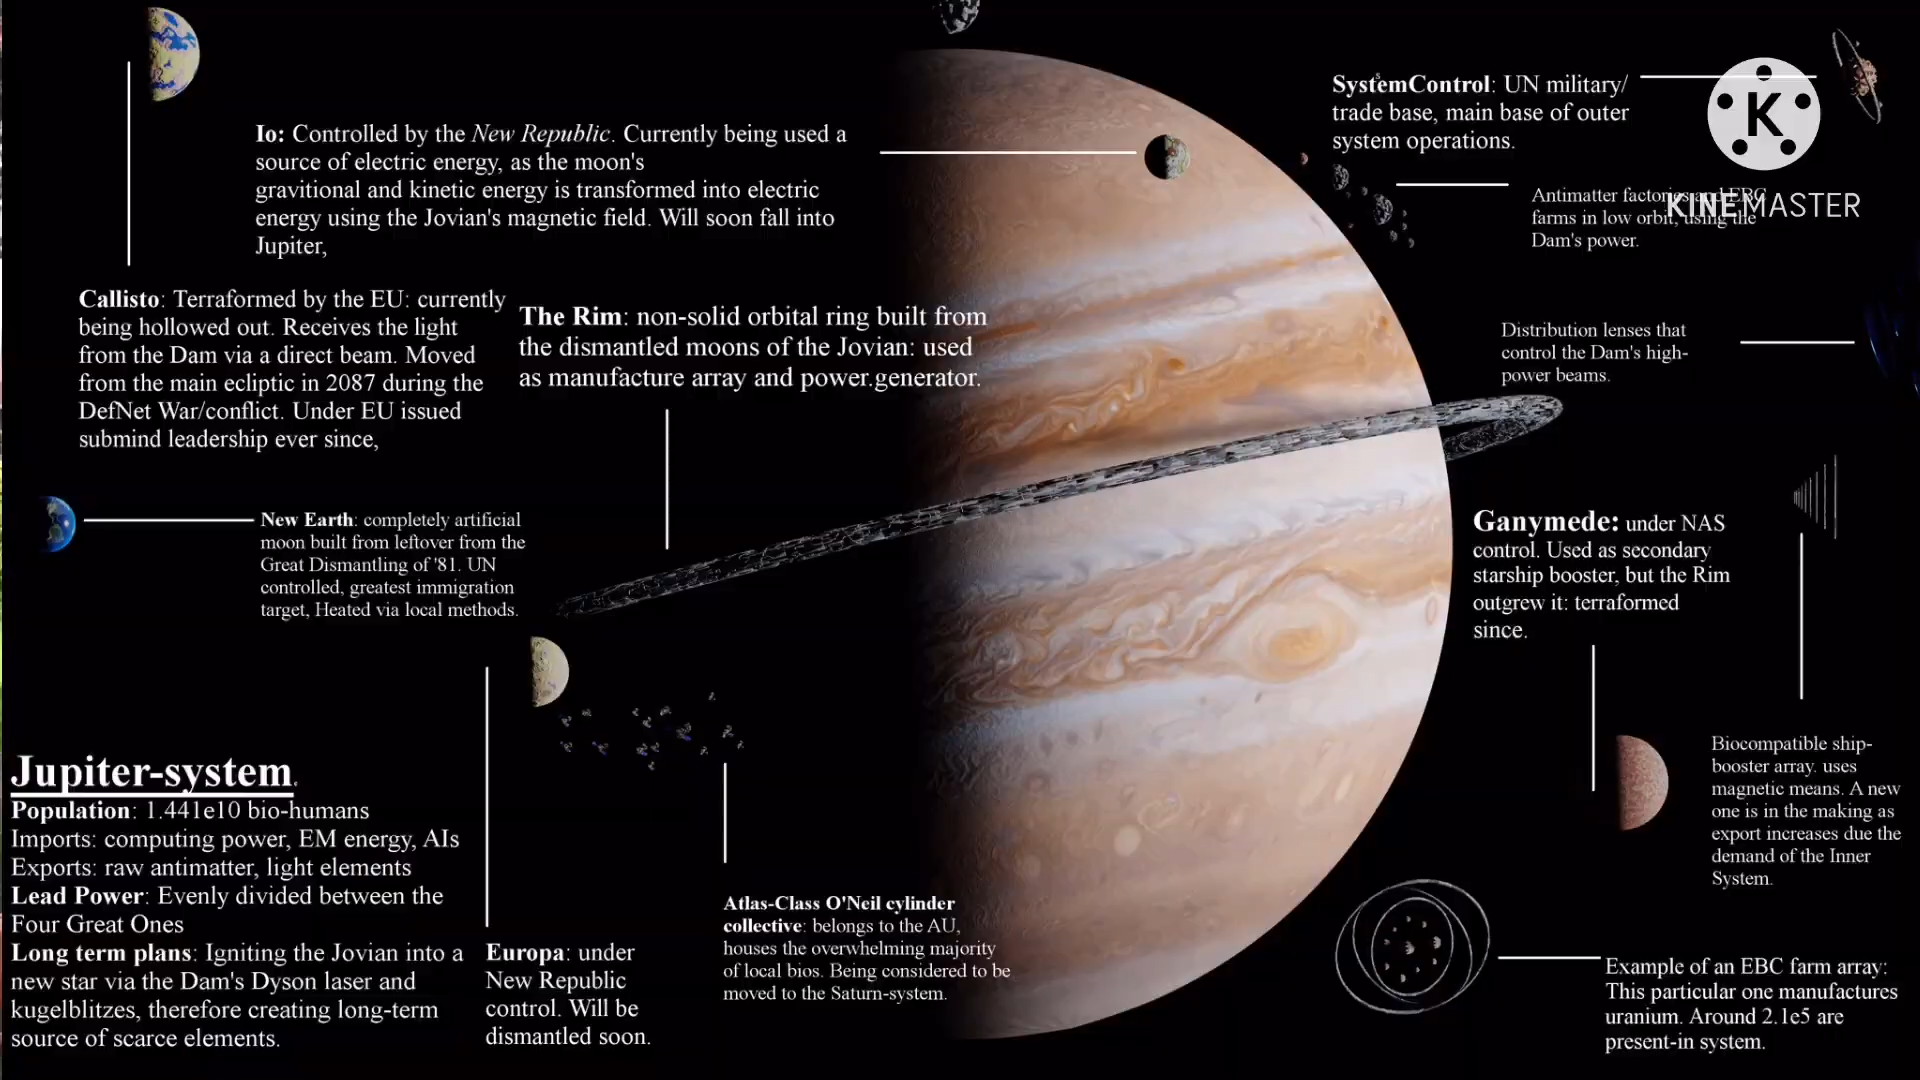 Io: Controlled by the New Republic. Currently being used a
source of electric energy, as the moon's
gravitional and kinetic energy is transformed into electric
energy using the Jovian's magnetic field. Will soon fall into
Jupiter,
SystemControl: UN military/
trade base, main base of outer
system operations.
K
KINEMASTER
Antimatter factories and EBC
farms in low orbit, using the
Dam's power.
Callisto: Terraformed by the EU: currently
being hollowed out. Receives the light
from the Dam via a direct beam. Moved
from the main ecliptic in 2087 during the
DefNet War/conflict. Under EU issued
submind leadership ever since,
The Rim: non-solid orbital ring built from
the dismantled moons of the Jovian: used
as manufacture array and power.generator.
Distribution lenses that
control the Dam's high-
power beams.
New Earth: completely artificial
moon built from leftover from the
Great Dismantling of '81. UN
controlled, greatest immigration
target, Heated via local methods.
Ganymede: under NAS
control. Used as secondary
starship booster, but the Rim
outgrew it: terraformed
since.
Biocompatible ship-
booster array. uses
magnetic means. A new
one is in the making as
export increases due the
demand of the Inner
System.
Jupiter-system.
Population: 1.441e10 bio-humans
Imports: computing power, EM energy, AIs
Exports: raw antimatter, light elements
Lead Power: Evenly divided between the
Four Great Ones
Long term plans: Igniting the Jovian into a
new star via the Dam's Dyson laser and
kugelblitzes, therefore creating long-term
source of scarce elements.
Europa: under
New Republic
control. Will be
dismantled soon.
Atlas-Class O'Neil cylinder
collective: belongs to the AU,
houses the overwhelming majority
of local bios. Being considered to be
moved to the Saturn-system.
Example of an EBC farm array:
This particular one manufactures
uranium. Around 2.1e5 are
present-in system.